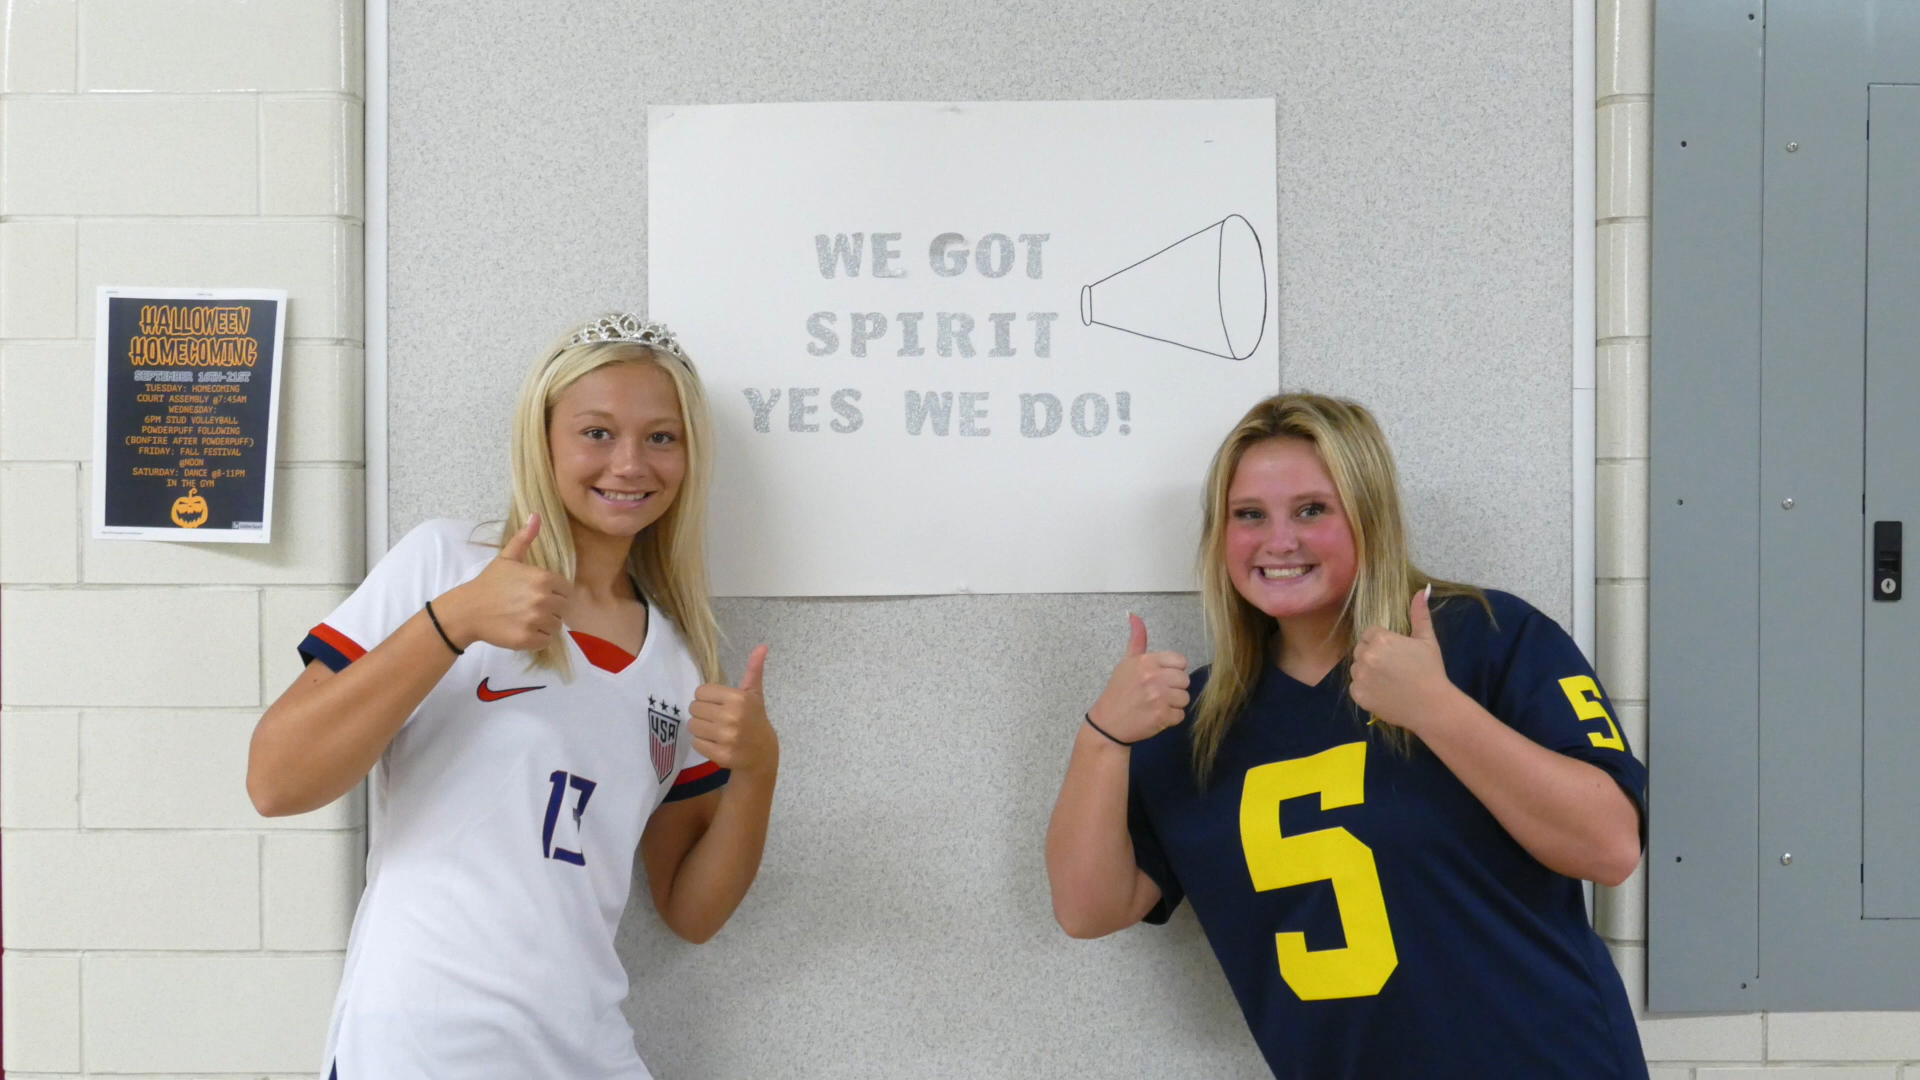 HALLOWEEN
HOMECOMING
SEPTEMBER 16TH-21ST
TUESDAY: HOMECOMING
COURT ASSEMBLY @7:45AM
WEDNESDAY:
6PM STUD VOLLEYBALL
POWDERPUFF FOLLOWING
(BONFIRE AFTER POWDERPUFF)
FRIDAY: FALL FESTIVAL
@NOON
SATURDAY: DANCE @8-11PM
IN THE GYM
WE GOT
SPIRIT
YES WE DO!
USA
13
5
5